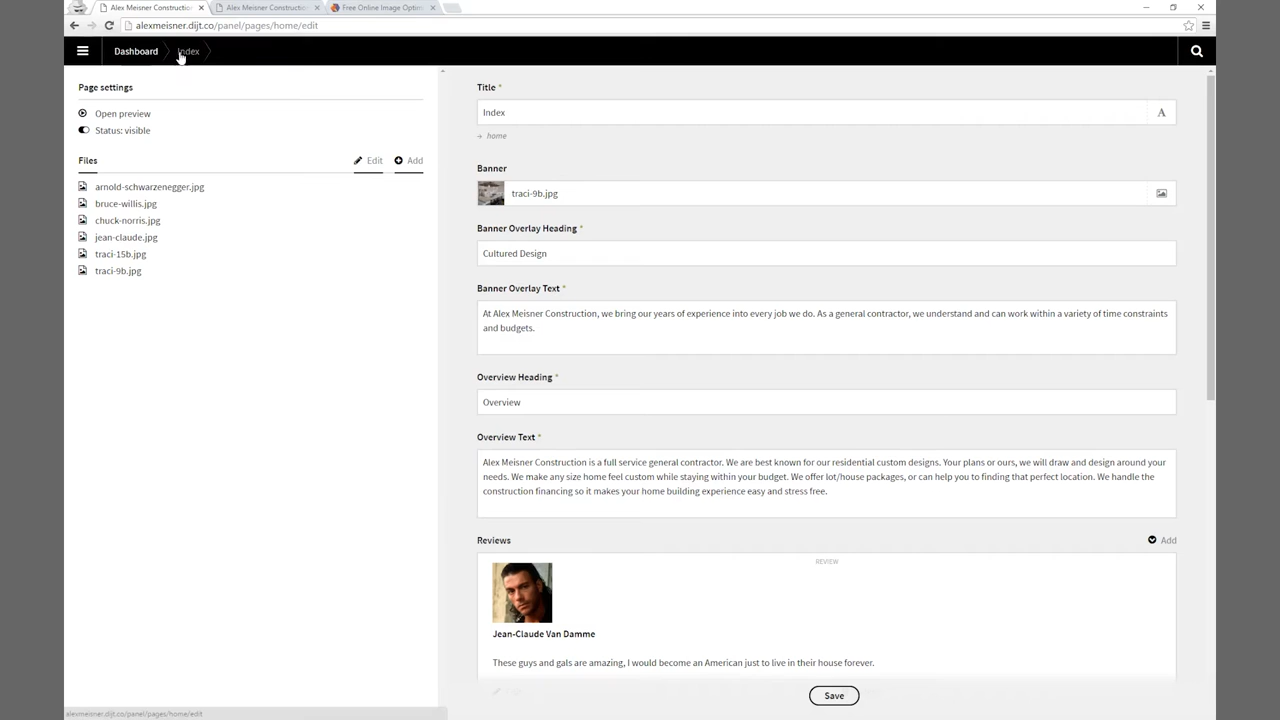 Alex Meisner Construction
Alex Meisner Constructio
Free Online Image Optim
alexmeisner.dijt.co/panel/pages/home/edit
Dashboard
Index
Page settings
Open preview
Status: visible
Files
Edit
Add
arnold-schwarzenegger.jpg
bruce-willis.jpg
chuck-norris.jpg
jean-claude.jpg
traci-15b.jpg
traci-9b.jpg
Title *
Index
A
→ home
Banner
traci-9b.jpg
Banner Overlay Heading *
Cultured Design
Banner Overlay Text *
At Alex Meisner Construction, we bring our years of experience into every job we do. As a general contractor, we understand and can work within a variety of time constraints
and budgets.
Overview Heading *
Overview
Overview Text *
Alex Meisner Construction is a full service general contractor. We are best known for our residential custom designs. Your plans or ours, we will draw and design around your
needs. We make any size home feel custom while staying within your budget. We offer lot/house packages, or can help you to finding that perfect location. We handle the
construction financing so it makes your home building experience easy and stress free.
Reviews
Add
REVIEW
Jean-Claude Van Damme
These guys and gals are amazing, I would become an American just to live in their house forever.
Save
alexmeisner.dijt.co/panel/pages/home/edit